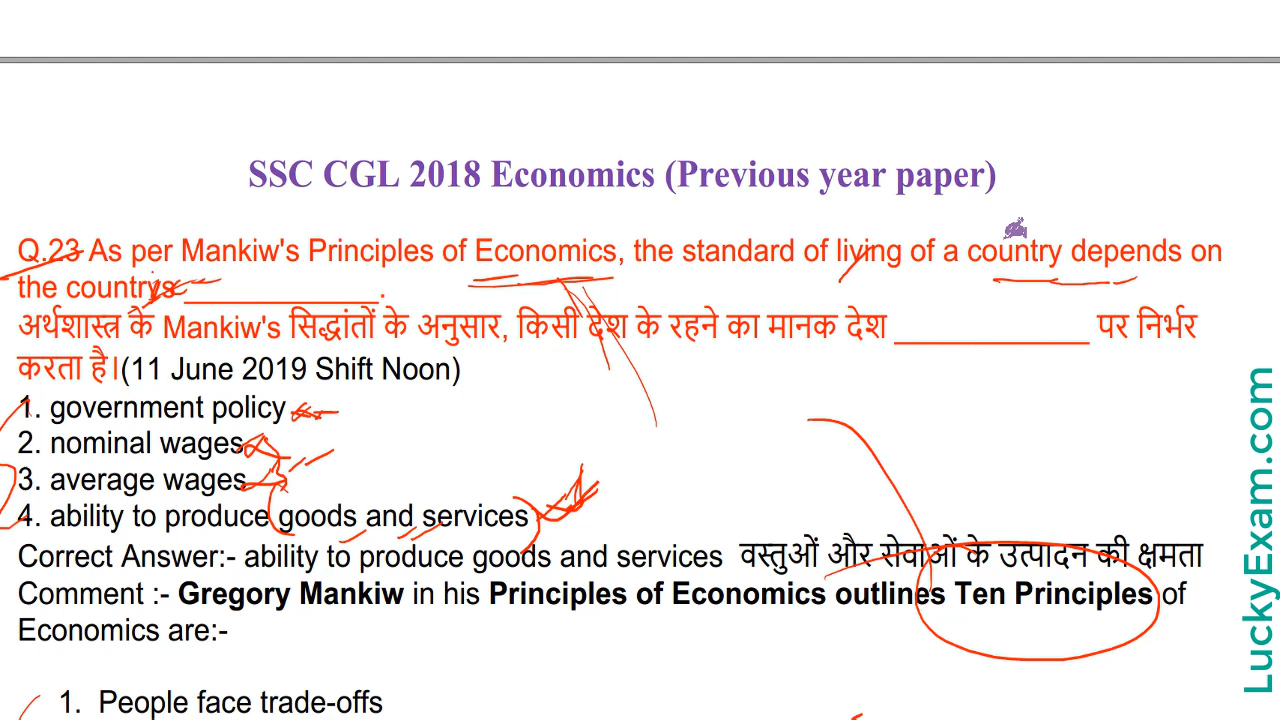 SSC CGL 2018 Economics (Previous year paper)
Q.23 As per Mankiw's Principles of Economics, the standard of living of a country depends on
the countrys ____________.
अर्थशास्त्र के Mankiw's सिद्धांतों के अनुसार, किसी देश के रहने का मानक देश ____________ पर निर्भर
करता है।(11 June 2019 Shift Noon)
1. government policy
2. nominal wages
3. average wages
4. ability to produce goods and services
Correct Answer:- ability to produce goods and services वस्तुओं और सेवाओं के उत्पादन की क्षमता
Comment :- Gregory Mankiw in his Principles of Economics outlines Ten Principles of
Economics are:-
1. People face trade-offs
LuckyExam.com